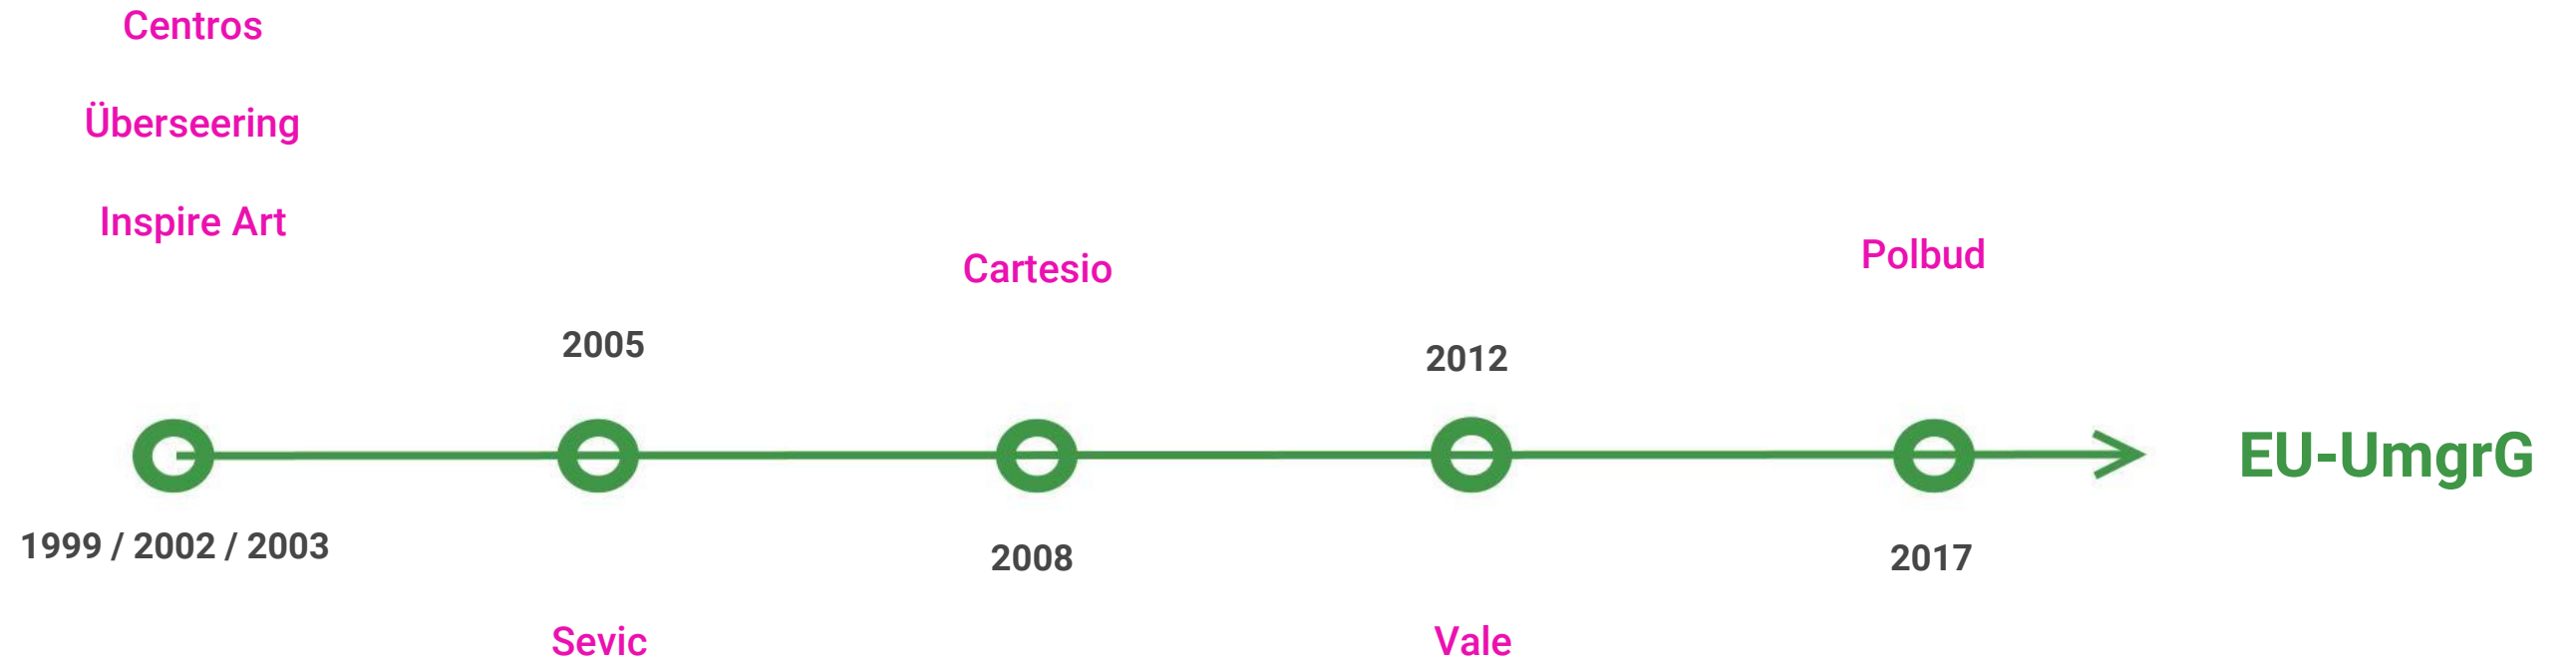 Centros
Überseering
Inspire Art
Cartesio
Polbud
2005
2012
EU-UmgrG
1999 / 2002 / 2003
2008
2017
Sevic
Vale